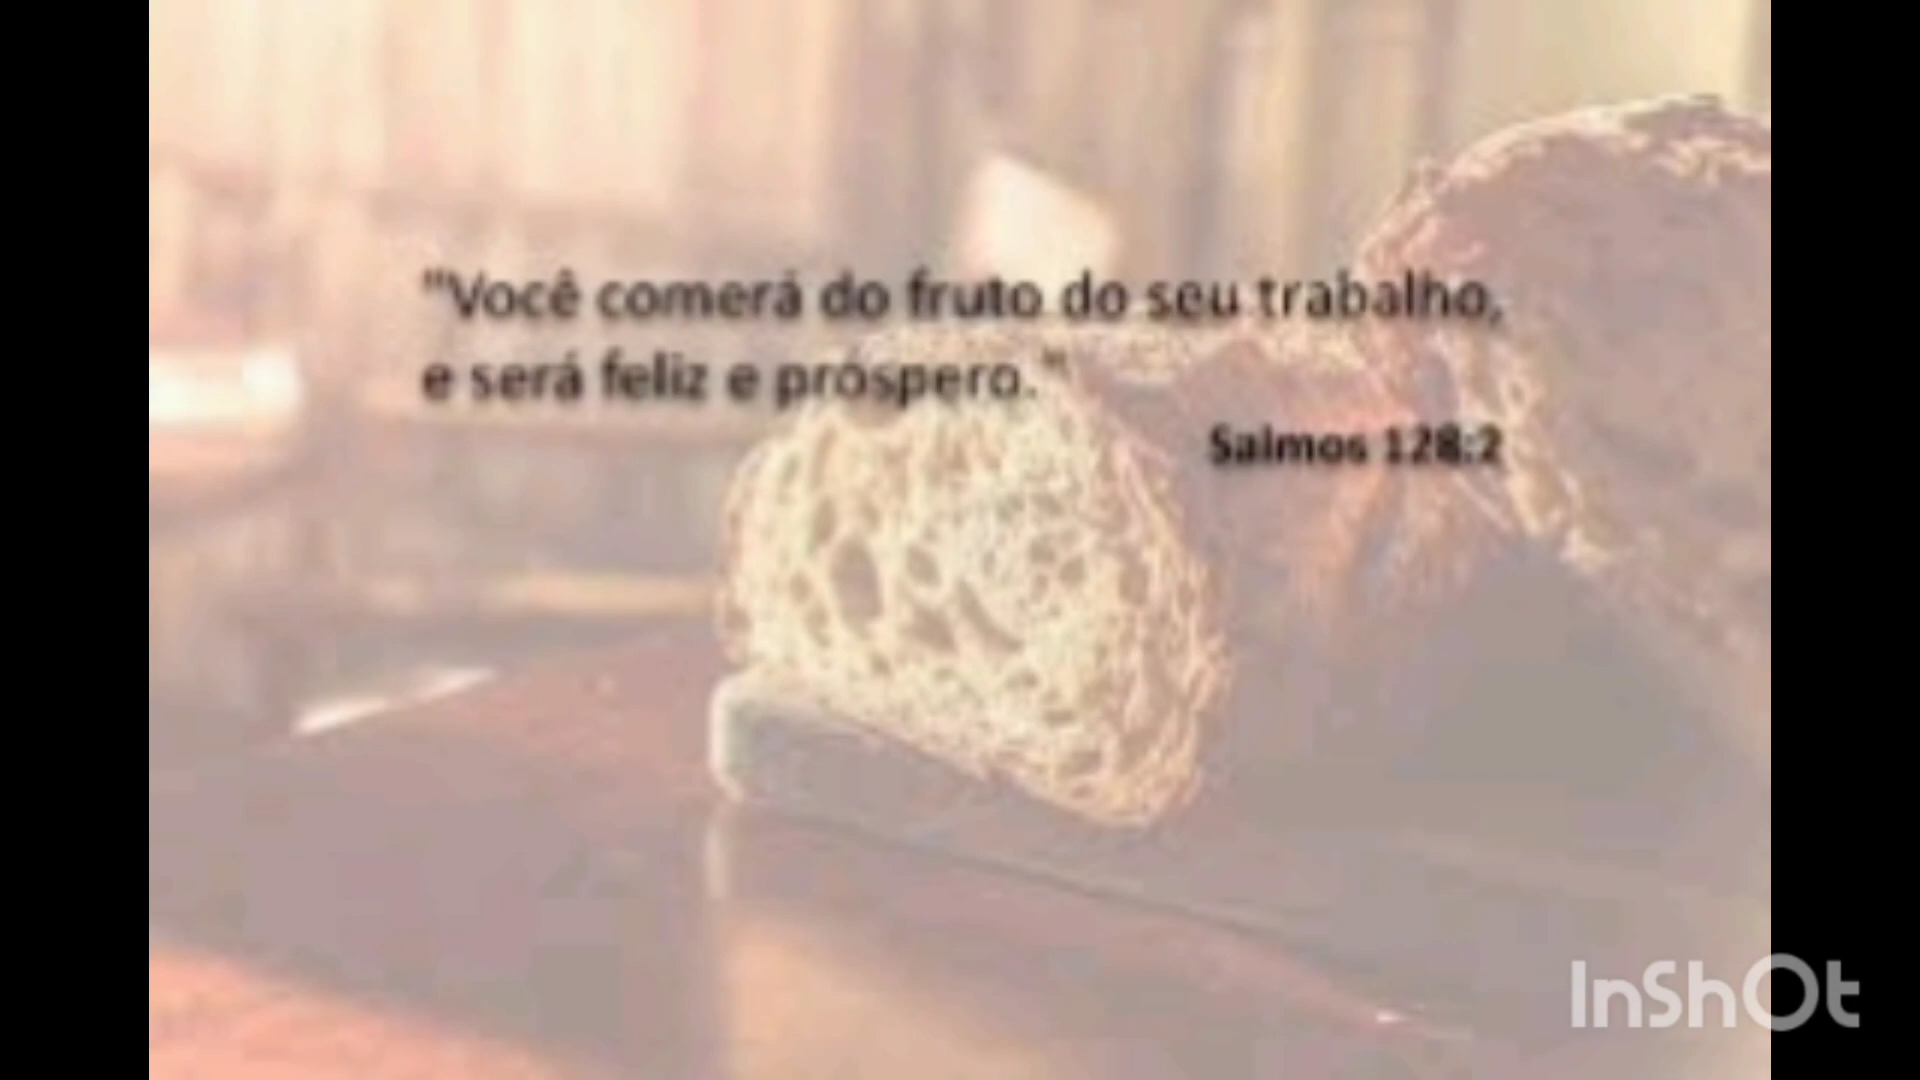 "Você comerá do fruto do seu trabalho,
e será feliz e próspero."
Salmos 128:2
InShOt